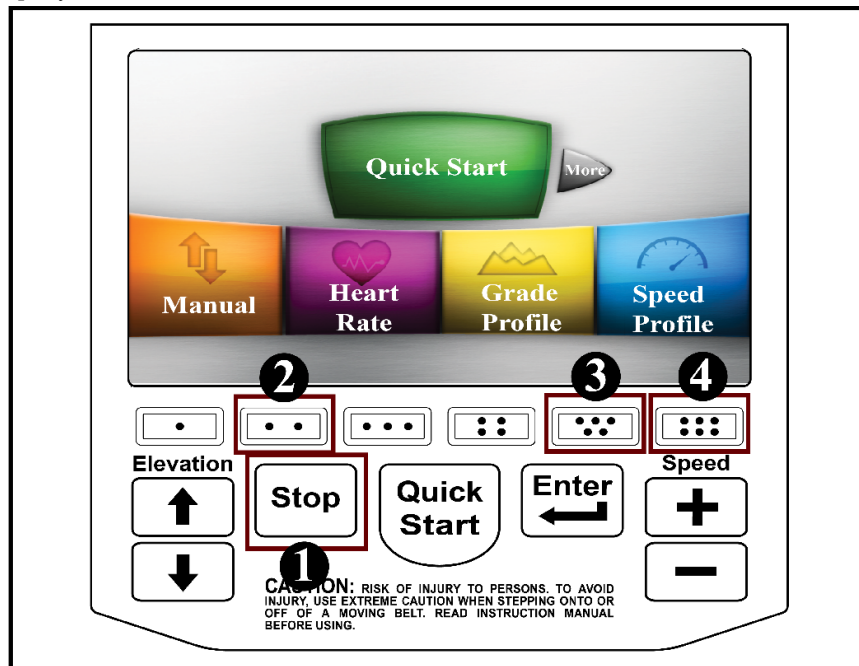 Quick Start
More
Manual
Heart
Rate
Grade
Profile
Speed
Profile
2
3
4
Elevation
Speed
Stop
Quick
Start
Enter
1
CAUTION: RISK OF INJURY TO PERSONS. TO AVOID
INJURY, USE EXTREME CAUTION WHEN STEPPING ONTO OR
OFF OF A MOVING BELT. READ INSTRUCTION MANUAL
BEFORE USING.